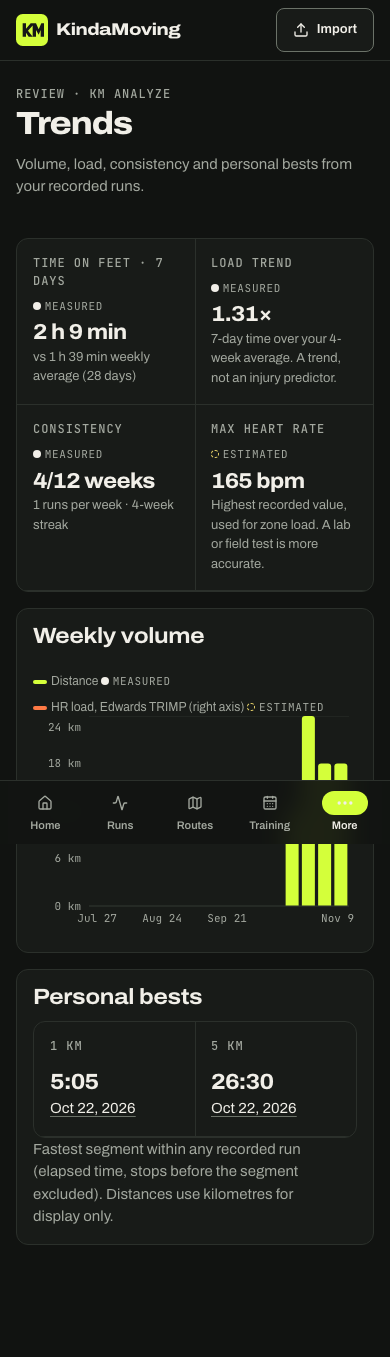 KM KindaMoving
Import
REVIEW · KM ANALYZE
Trends
Volume, load, consistency and personal bests from
your recorded runs.
TIME ON FEET · 7
DAYS
MEASURED
2 h 9 min
vs 1 h 39 min weekly
average (28 days)
LOAD TREND
MEASURED
1.31×
7-day time over your 4-
week average. A trend,
not an injury predictor.
CONSISTENCY
MEASURED
4/12 weeks
1 runs per week · 4-week
streak
MAX HEART RATE
ESTIMATED
165 bpm
Highest recorded value,
used for zone load. A lab
or field test is more
accurate.
Weekly volume
Distance MEASURED
HR load, Edwards TRIMP (right axis) ESTIMATED
24 km
18 km
Home
Runs
Routes
Training
More
6 km
0 km
Jul 27 Aug 24 Sep 21 Nov 9
Personal bests
1 KM
5:05
Oct 22, 2026
5 KM
26:30
Oct 22, 2026
Fastest segment within any recorded run
(elapsed time, stops before the segment
excluded). Distances use kilometres for
display only.